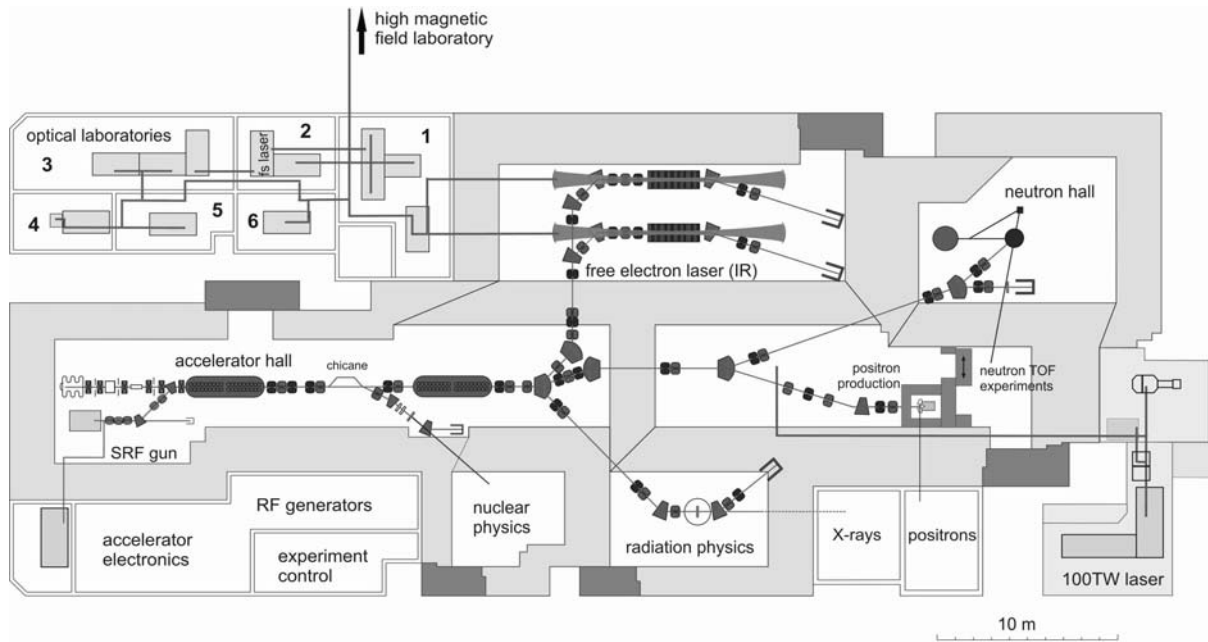 high magnetic
field laboratory
optical laboratories
3
fs laser
2
1
4
5
6
neutron hall
free electron laser (IR)
accelerator hall
chicane
positron
production
neutron TOF
experiments
SRF gun
RF generators
accelerator
electronics
experiment
control
nuclear
physics
radiation physics
X-rays
positrons
100TW laser
10 m